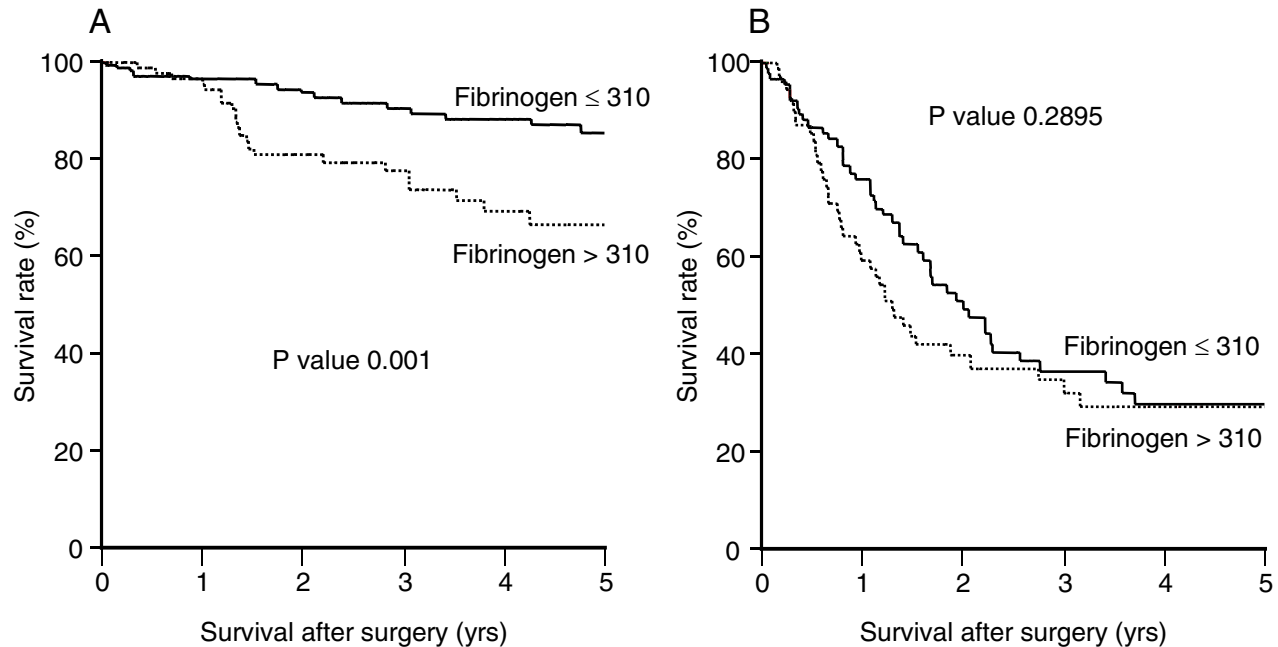 A
100
80
60
40
20
0
Survival rate (%)
Fibrinogen ≤ 310
Fibrinogen > 310
P value 0.001
0 1 2 3 4 5
Survival after surgery (yrs)
B
100
80
60
40
20
0
Survival rate (%)
P value 0.2895
Fibrinogen ≤ 310
Fibrinogen > 310
0 1 2 3 4 5
Survival after surgery (yrs)